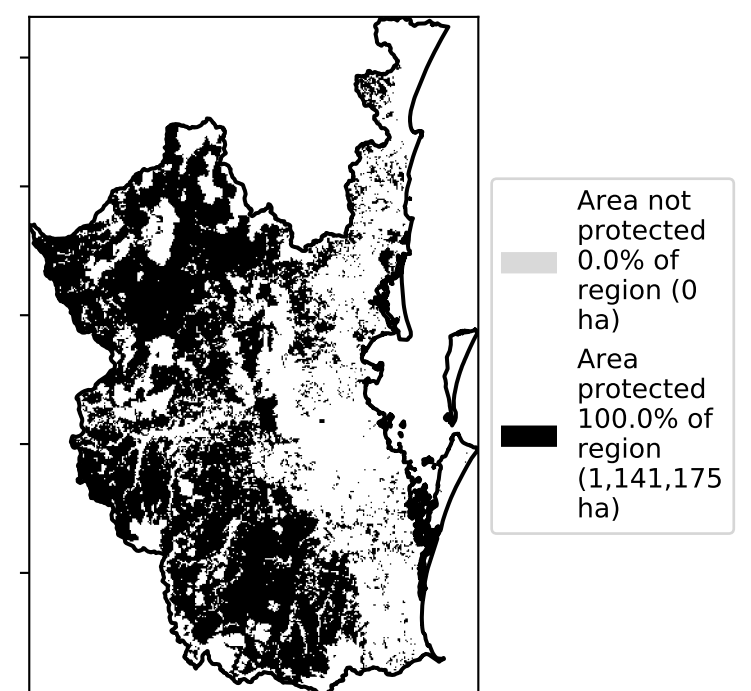 Area not
protected
0.0% of
region (0
ha)
Area
protected
100.0% of
region
(1,141,175
ha)